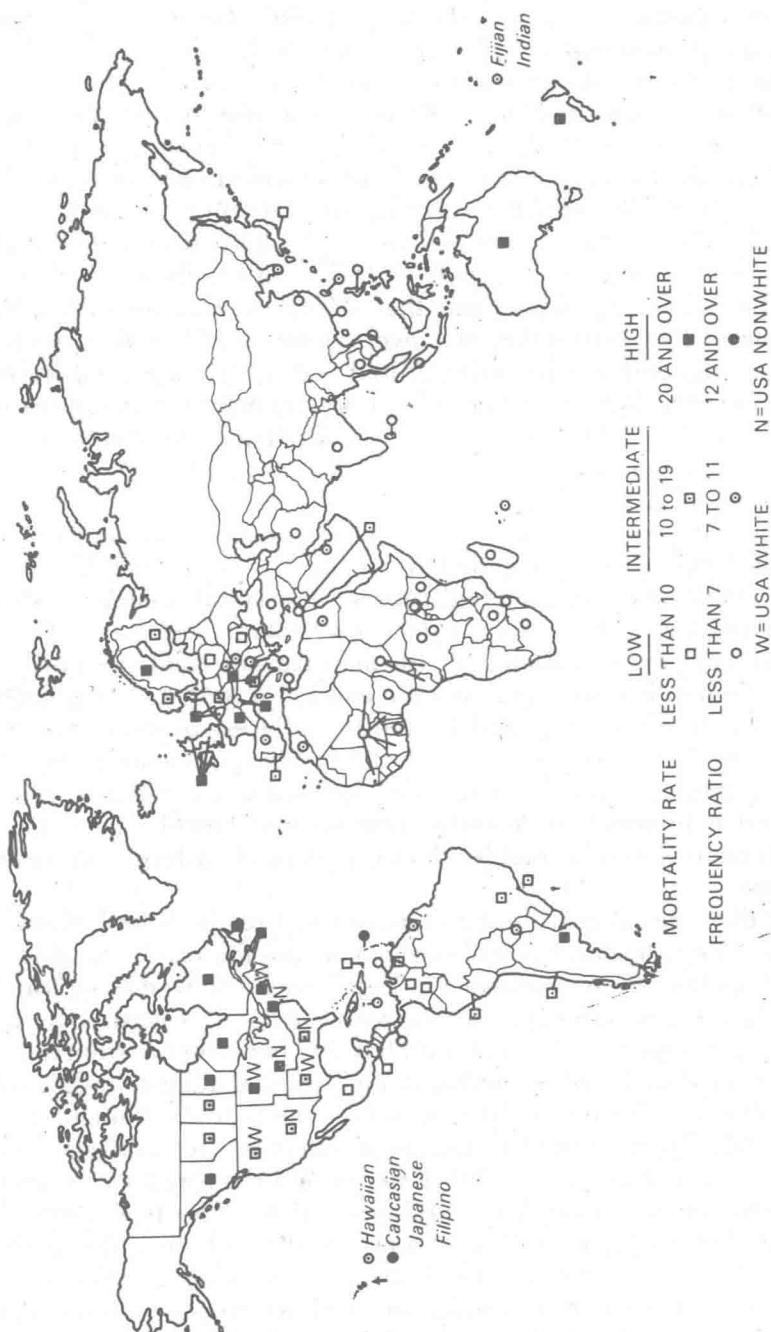 Fijian
Indian
Hawaiian
Caucasian
Japanese
Filipino
W
N
W
N
W
N
W
N
W
N
LOW INTERMEDIATE HIGH
MORTALITY RATE LESS THAN 10 10 to 19 20 AND OVER
FREQUENCY RATIO LESS THAN 7 7 TO 11 12 AND OVER
W=USA WHITE N=USA NONWHITE